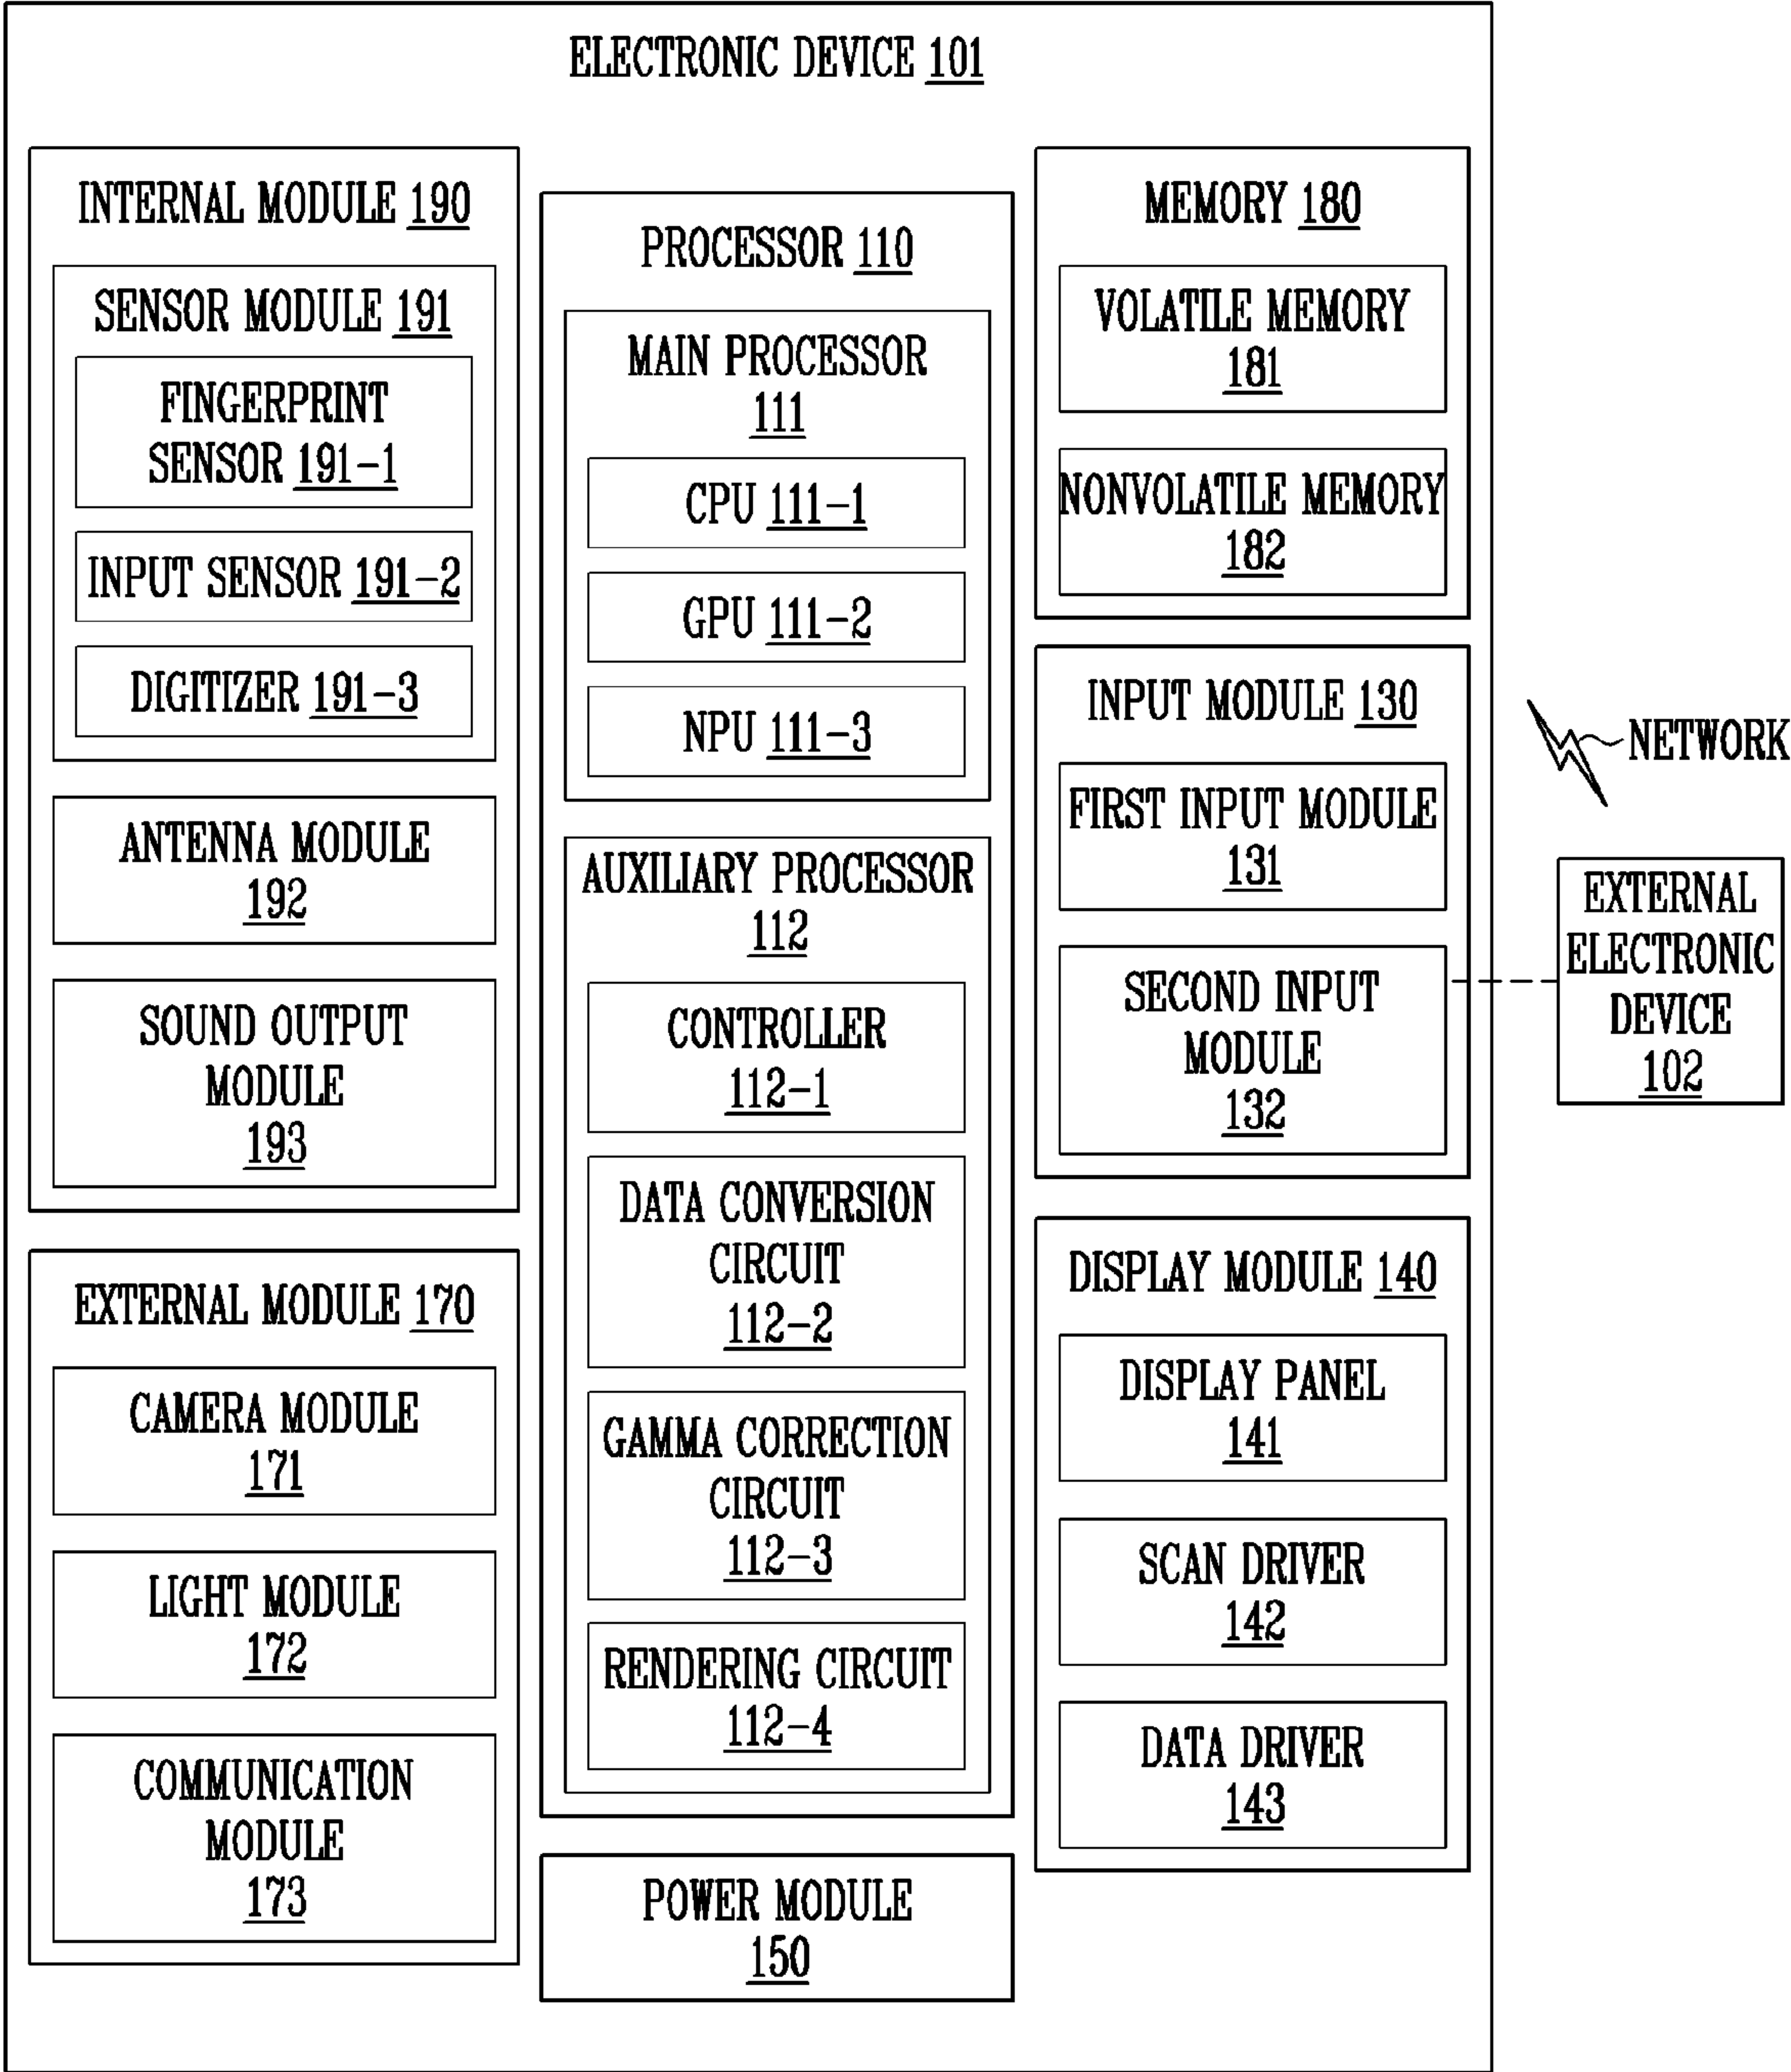 ELECTRONIC DEVICE 101
INTERNAL MODULE 190
SENSOR MODULE 191
FINGERPRINT
SENSOR 191-1
INPUT SENSOR 191-2
DIGITIZER 191-3
ANTENNA MODULE
192
SOUND OUTPUT
MODULE
193
EXTERNAL MODULE 170
CAMERA MODULE
171
LIGHT MODULE
172
COMMUNICATION
MODULE
173
PROCESSOR 110
MAIN PROCESSOR
111
CPU 111-1
GPU 111-2
NPU 111-3
AUXILIARY PROCESSOR
112
CONTROLLER
112-1
DATA CONVERSION
CIRCUIT
112-2
GAMMA CORRECTION
CIRCUIT
112-3
RENDERING CIRCUIT
112-4
POWER MODULE
150
MEMORY 180
VOLATILE MEMORY
181
NONVOLATILE MEMORY
182
INPUT MODULE 130
FIRST INPUT MODULE
131
SECOND INPUT
MODULE
132
DISPLAY MODULE 140
DISPLAY PANEL
141
SCAN DRIVER
142
DATA DRIVER
143
NETWORK
EXTERNAL
ELECTRONIC
DEVICE
102